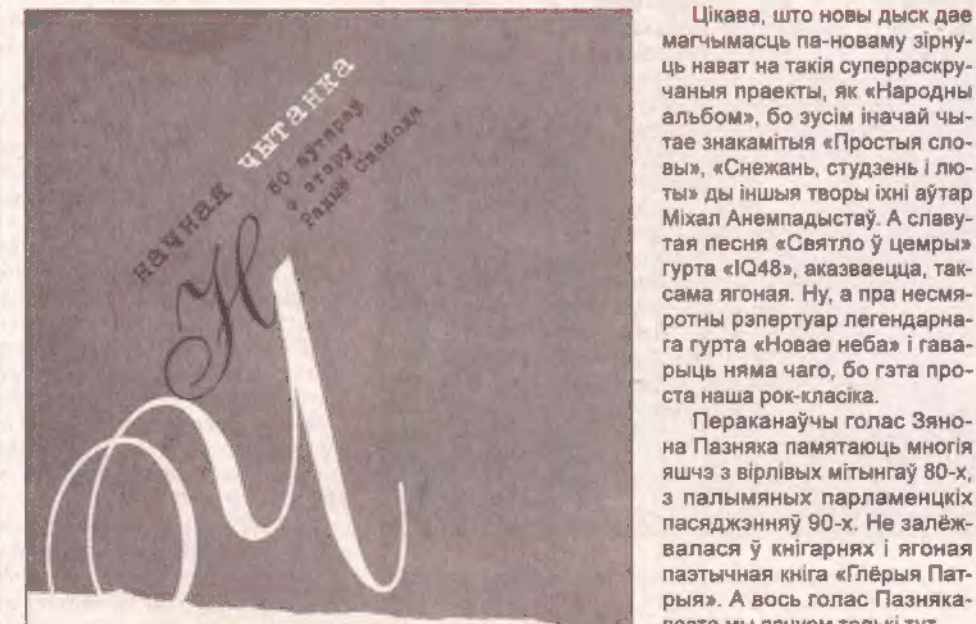 начная чытанка
50 аўтараў
з этару
Радыё Свабода
Н
Ч
Цікава, што новы дыск дае
магчымасць па-новаму зірну-
ць нават на такія суперраскру-
чаныя праекты, як «Народны
альбом», бо зусім іначай чы-
тае знакамітыя «Простыя сло-
вы», «Снежань, студзень і лю-
ты» ды іншыя творы іхні аўтар
Міхал Анемпадыстаў. А славу-
тая песня «Святло ў цемры»
гурта «IQ48», аказваецца, так-
сама ягоная. Ну, а пра несмя-
ротны рэпертуар легендарна-
га гурта «Новае неба» і гава-
рыць няма чаго, бо гэта про-
ста наша рок-класіка.
Пераканаўчы голас Зяно-
на Пазняка памятаюць многія
яшчэ з вірлівых мітынгаў 80-х,
з палымяных парламенцкіх
пасяджэнняў 90-х. Не залёж-
валася ў кнігарнях і ягоная
паэтычная кніга «Глёрыя Пат-
рыя». А вось голас Пазняка-